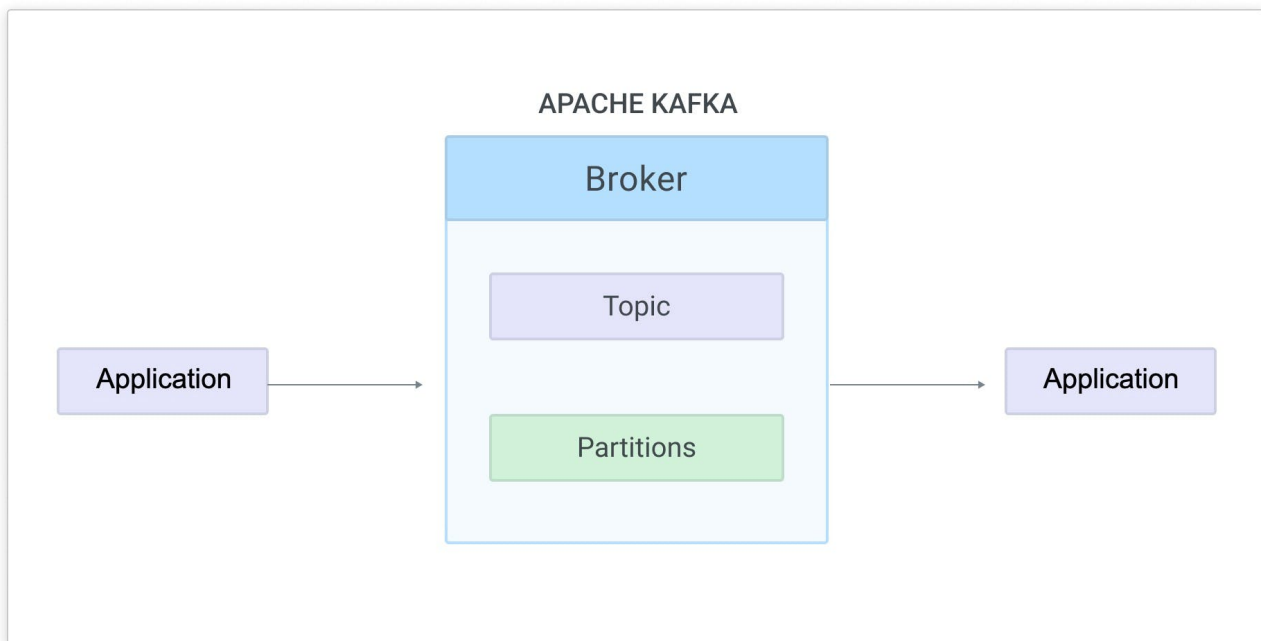 APACHE KAFKA
Broker
Topic
Application
Application
Partitions